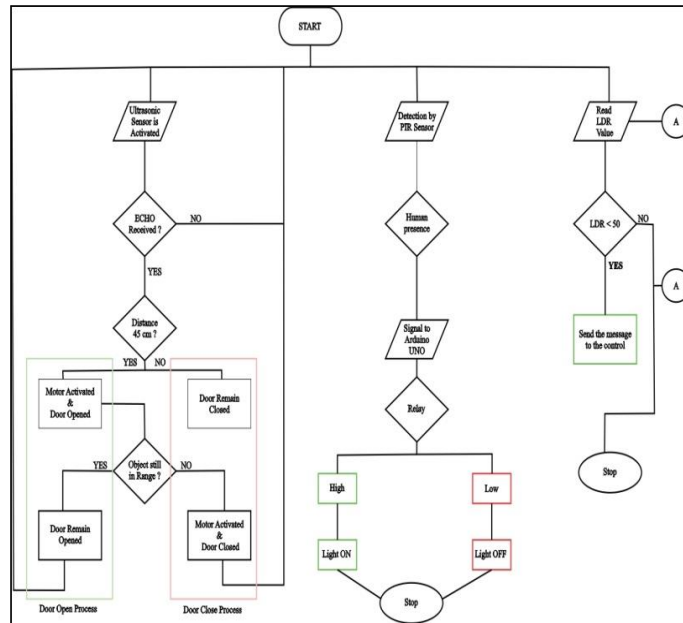 START
Ultrasonic
Sensor is
Activated
Detection by
PIR Sensor
Read
LDR
Value
A
ECHO
Received ?
NO
Human
presence
LDR < 50
NO
YES
YES
A
Distance
45 cm ?
Signal to
Arduino
UNO
Send the message
to the control
YES
NO
Motor Activated
&
Door Opened
Door Remain
Closed
Relay
YES
Object still
in Range ?
NO
Stop
High
Low
Door Remain
Opened
Motor Activated
&
Door Closed
Light ON
Light OFF
Stop
Door Open Process
Door Close Process